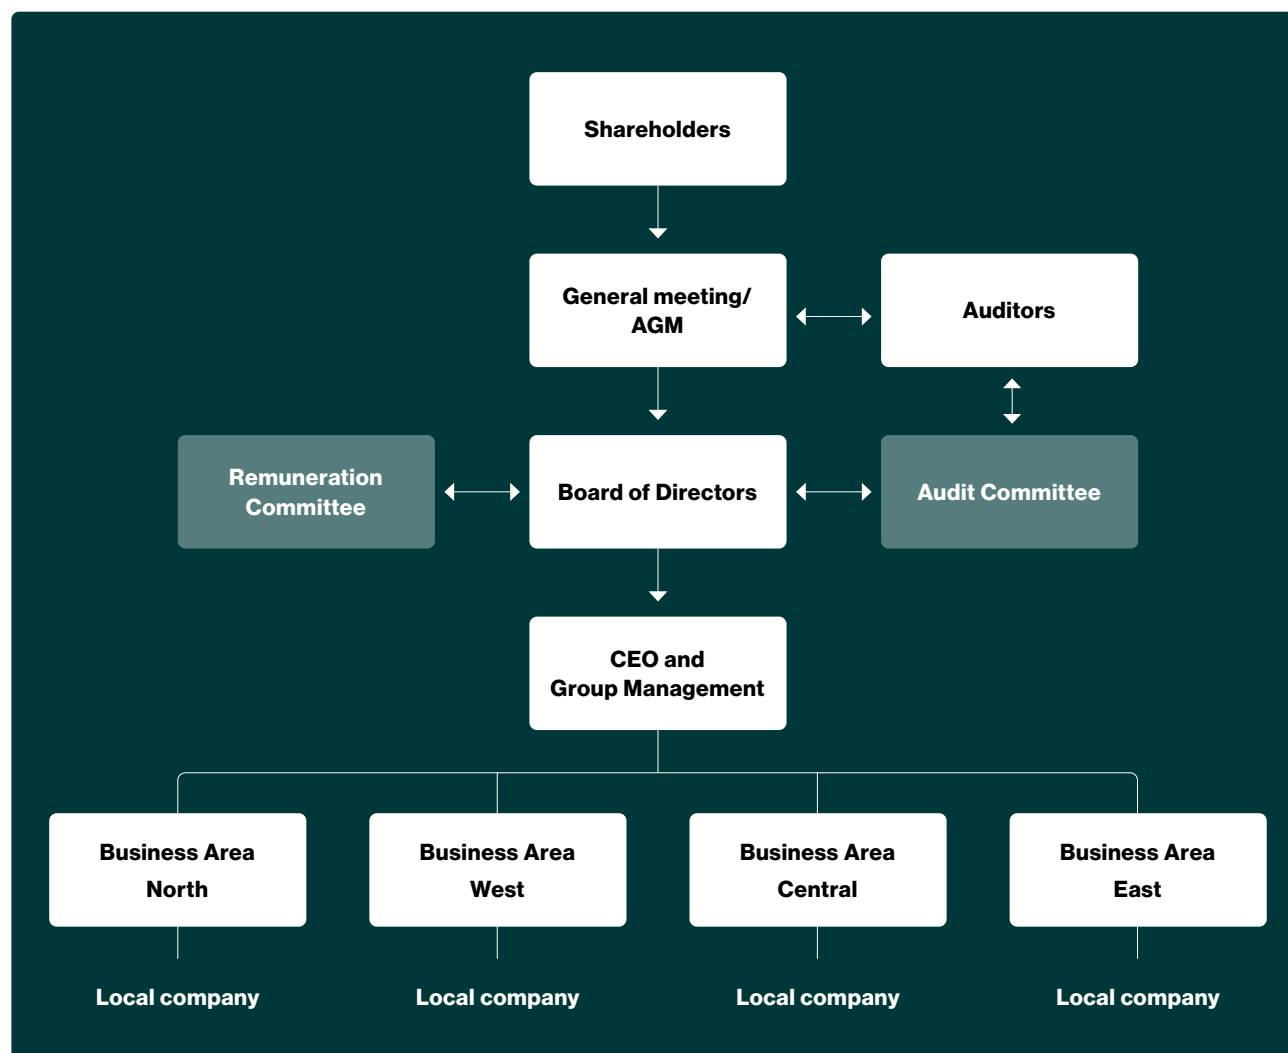 Shareholders
General meeting/
AGM
Auditors
Remuneration
Committee
Board of Directors
Audit Committee
CEO and
Group Management
Business Area
North
Business Area
West
Business Area
Central
Business Area
East
Local company
Local company
Local company
Local company